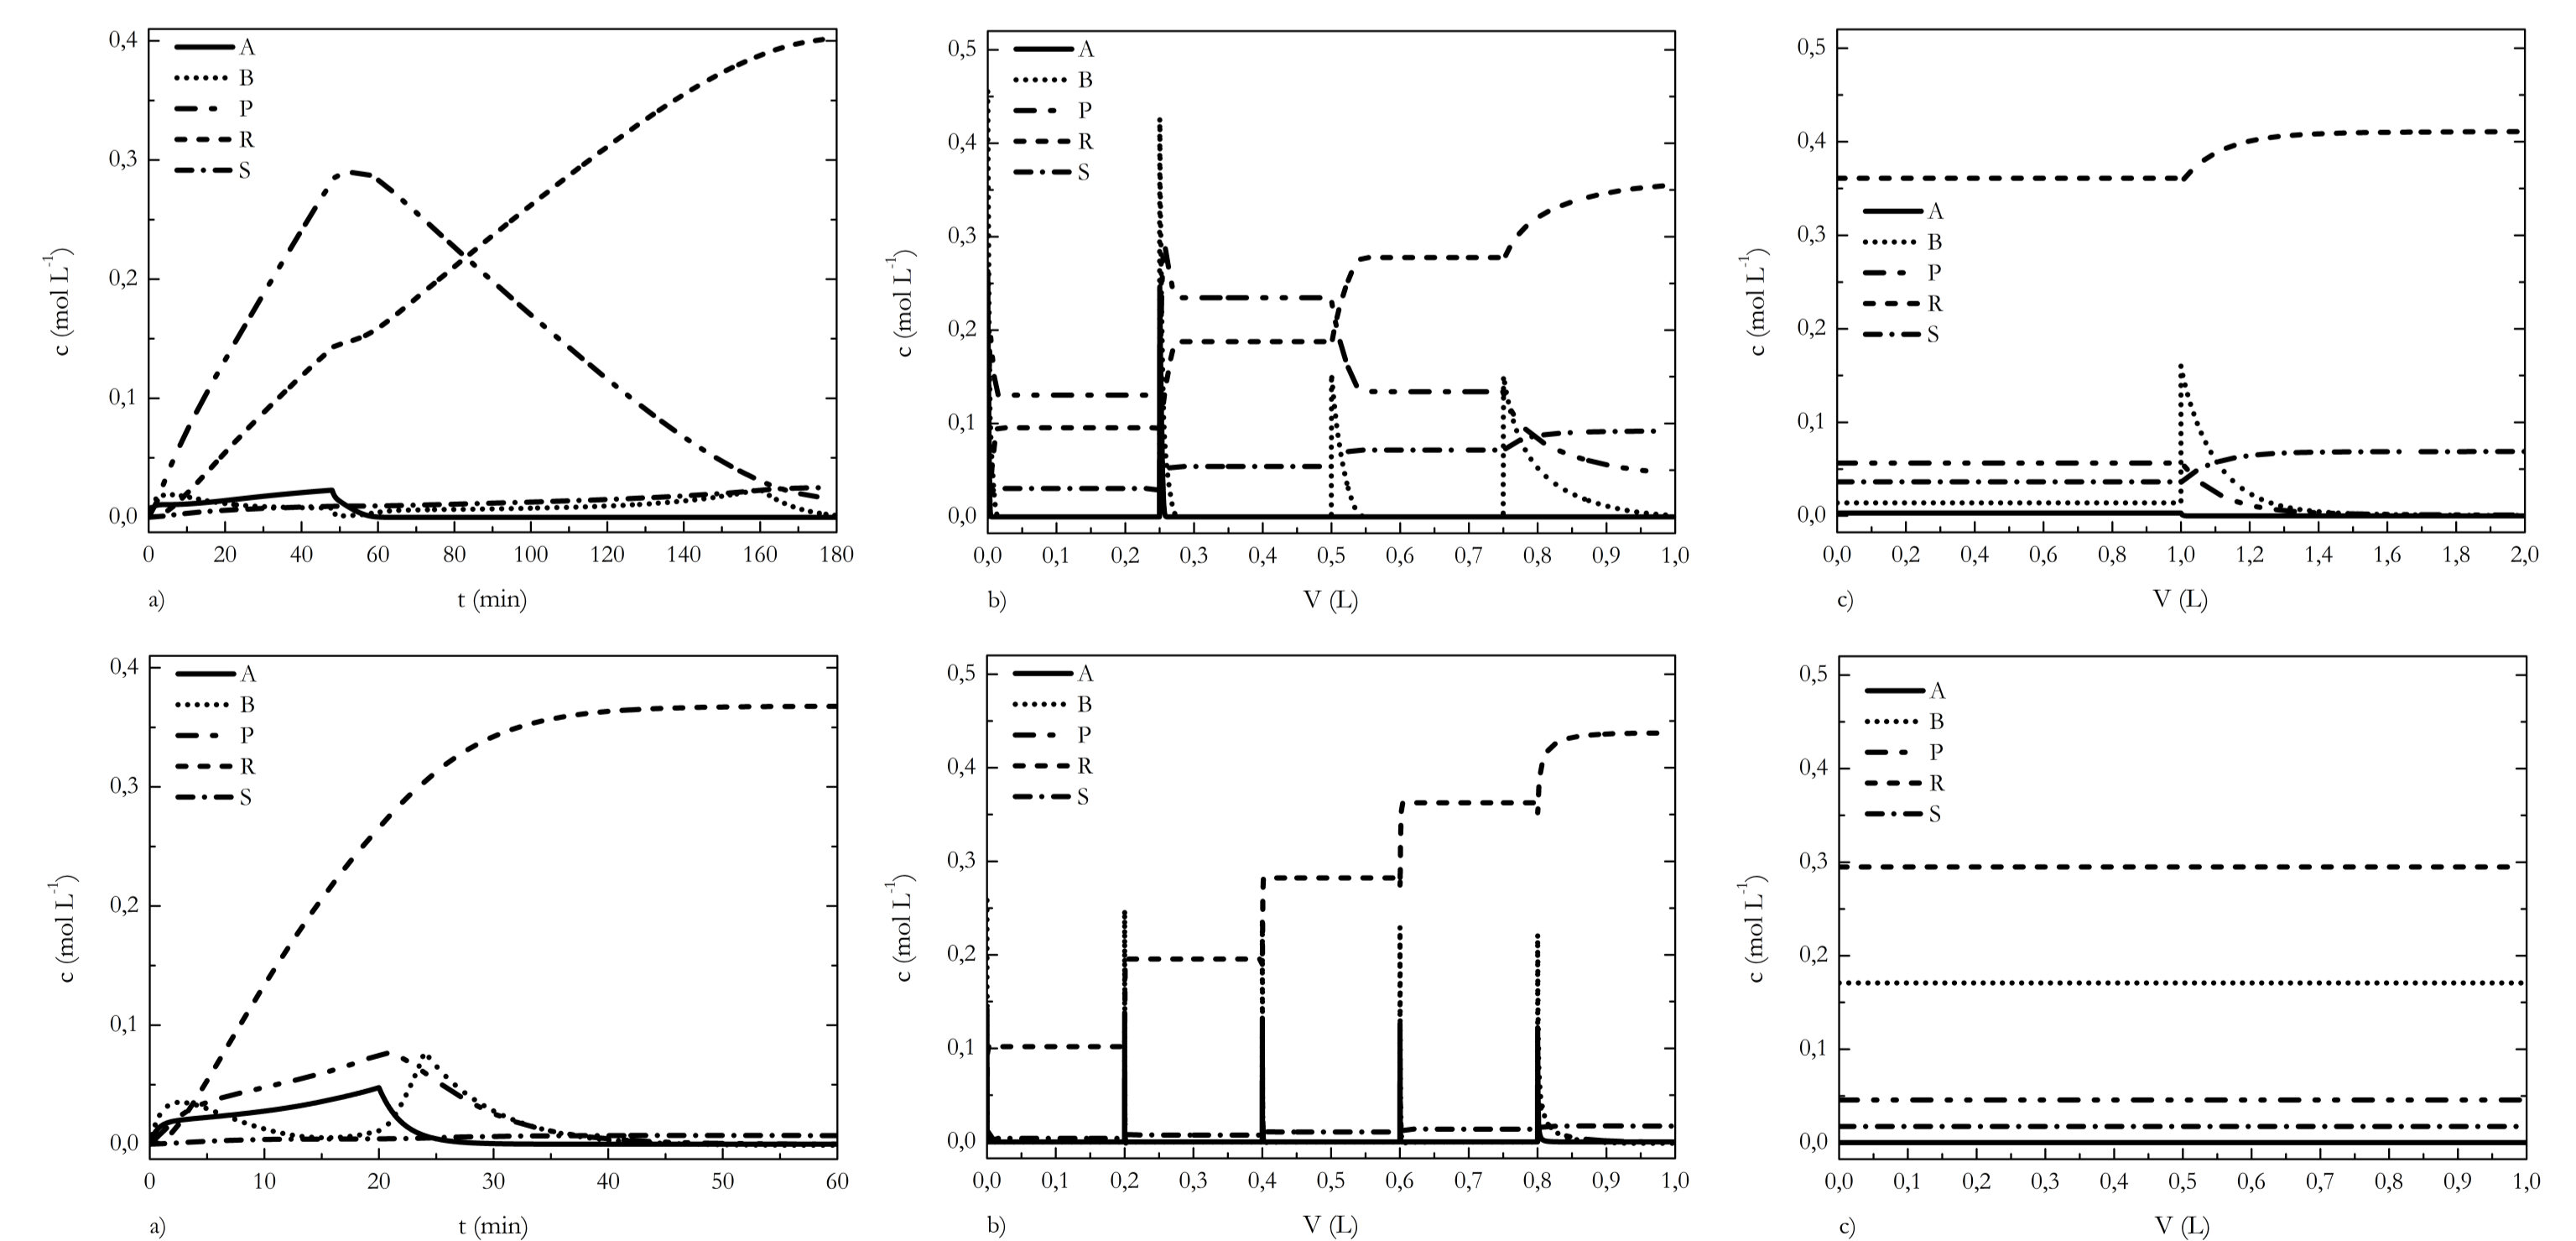 0,4
0,3
0,2
0,1
0,0
A
B
P
R
S
c (mol L-1)
0 20 40 60 80 100 120 140 160 180
a) t (min)
0,5
0,4
0,3
0,2
0,1
0,0
A
B
P
R
S
c (mol L-1)
0,0 0,1 0,2 0,3 0,4 0,5 0,6 0,7 0,8 0,9 1,0
b) V (L)
0,5
0,4
0,3
0,2
0,1
0,0
A
B
P
R
S
c (mol L-1)
0,0 0,2 0,4 0,6 0,8 1,0 1,2 1,4 1,6 1,8 2,0
c) V (L)
0,4
0,3
0,2
0,1
0,0
A
B
P
R
S
c (mol L-1)
0 10 20 30 40 50 60
a) t (min)
0,5
0,4
0,3
0,2
0,1
0,0
A
B
P
R
S
c (mol L-1)
0,0 0,1 0,2 0,3 0,4 0,5 0,6 0,7 0,8 0,9 1,0
b) V (L)
0,5
0,4
0,3
0,2
0,1
0,0
A
B
P
R
S
c (mol L-1)
0,0 0,1 0,2 0,3 0,4 0,5 0,6 0,7 0,8 0,9 1,0
c) V (L)